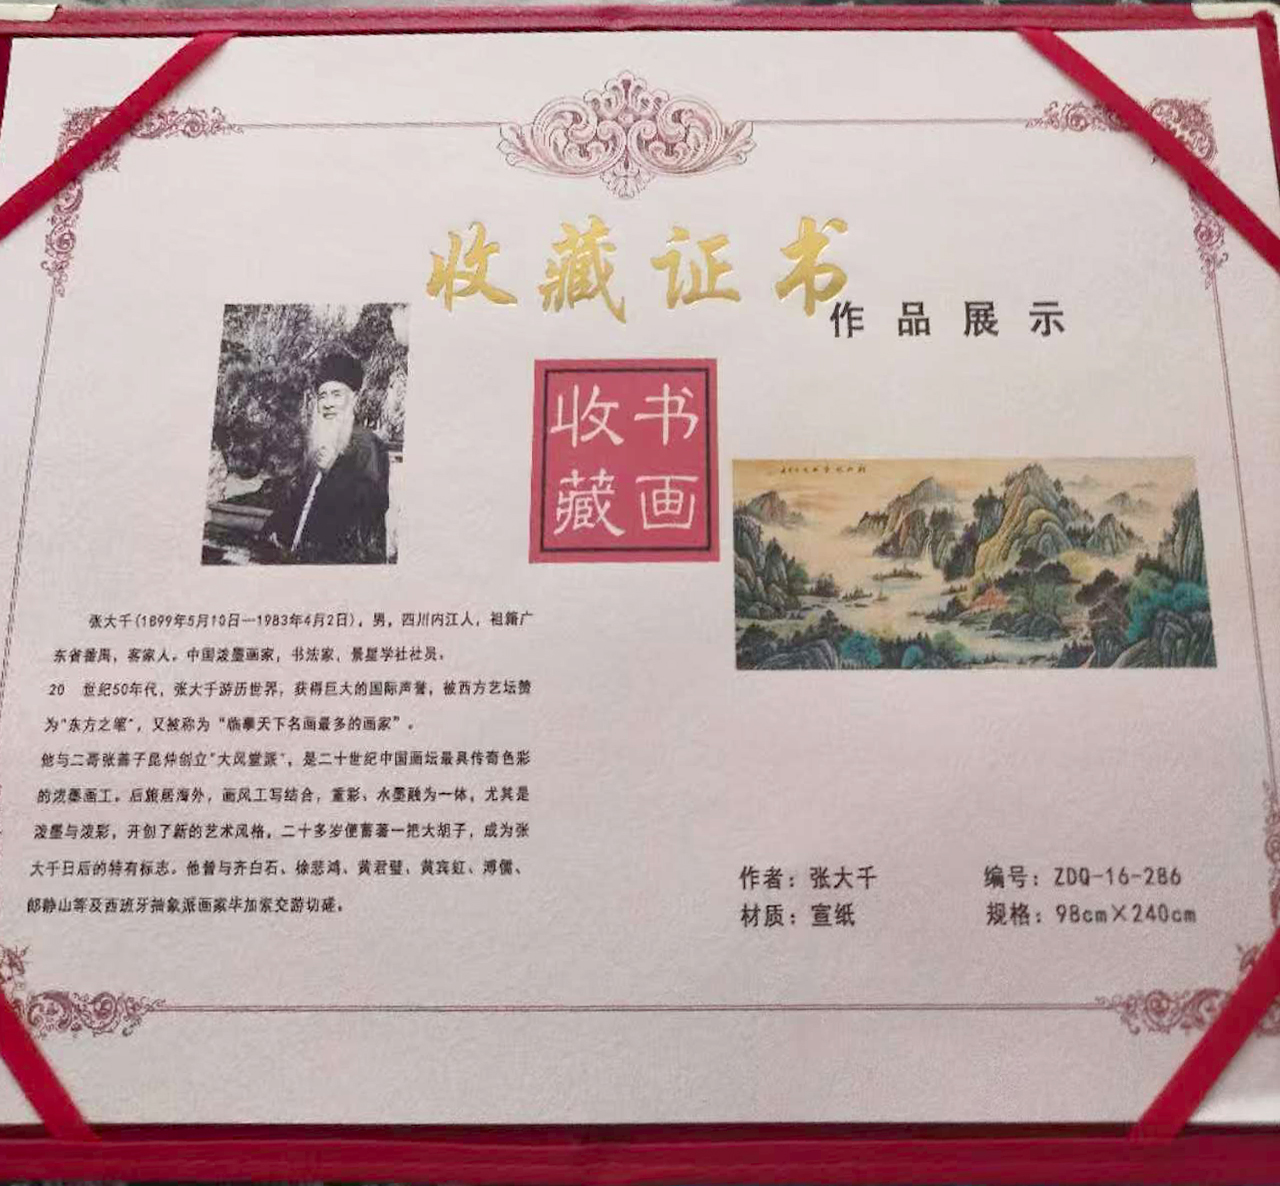 收藏证书
作品展示
书画
收藏
张大千(1899年5月10日—1983年4月2日)，男，四川内江人，祖籍广
东省番禺，客家人。中国泼墨画家，书法家，景星学社社员。
20 世纪50年代，张大千游历世界，获得巨大的国际声誉，被西方艺坛赞
为"东方之笔"，又被称为"临摹天下名画最多的画家"。
他与二哥张善子昆仲创立"大风堂派"，是二十世纪中国画坛最具传奇色彩
的泼墨画工。后旅居海外，画风工写结合，重彩、水墨融为一体，尤其是
泼墨与泼彩，开创了新的艺术风格，二十多岁便蓄著一把大胡子，成为张
大千日后的特有标志。他曾与齐白石、徐悲鸿、黄君璧、黄宾虹、溥儒、
郎静山等及西班牙抽象派画家毕加索交游切磋。
作者：张大千
编号：ZDQ-16-286
材质：宣纸
规格：98cm×240cm